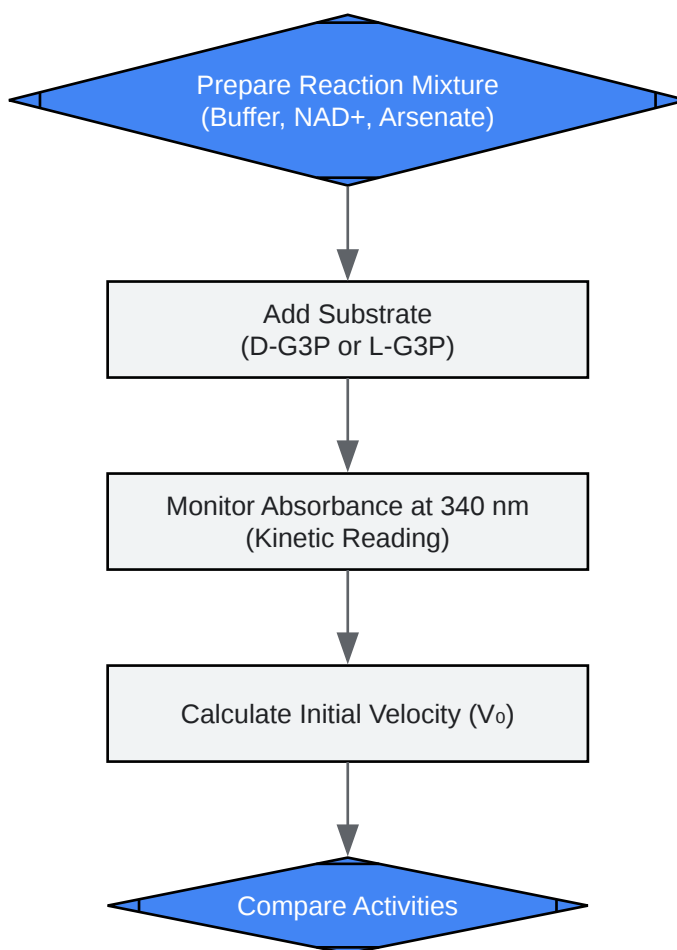 Prepare Reaction Mixture
(Buffer, NAD+, Arsenate)
Add Substrate
(D-G3P or L-G3P)
Monitor Absorbance at 340 nm
(Kinetic Reading)
Calculate Initial Velocity (V₀)
Compare Activities